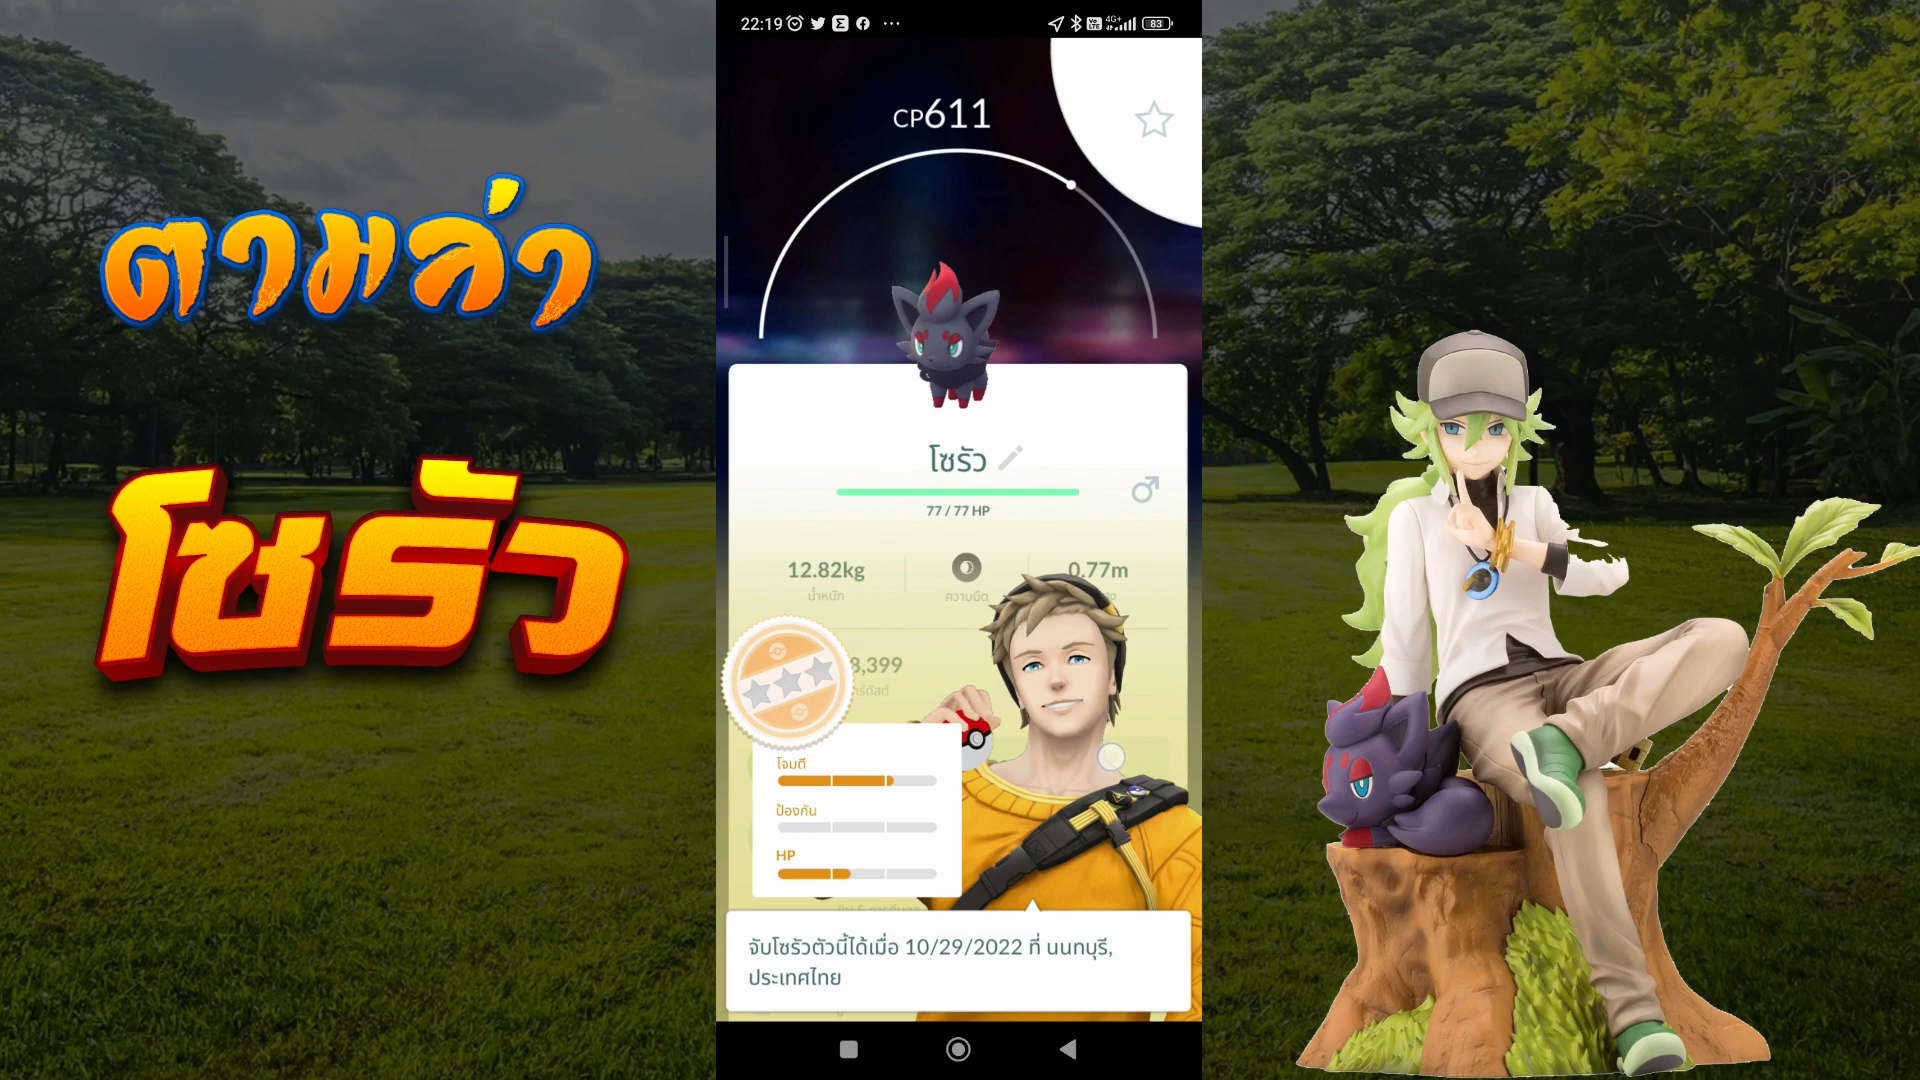 ตามล่า
โซรัว
22:19
4G+
83
CP611
โซรัว
77 / 77 HP
12.82kg
0.77m
น้ำหนัก
ความมืด
8,399
โจมตี
ป้องกัน
HP
จับโซรัวตัวนี้ได้เมื่อ 10/29/2022 ที่ นนทบุรี,
ประเทศไทย